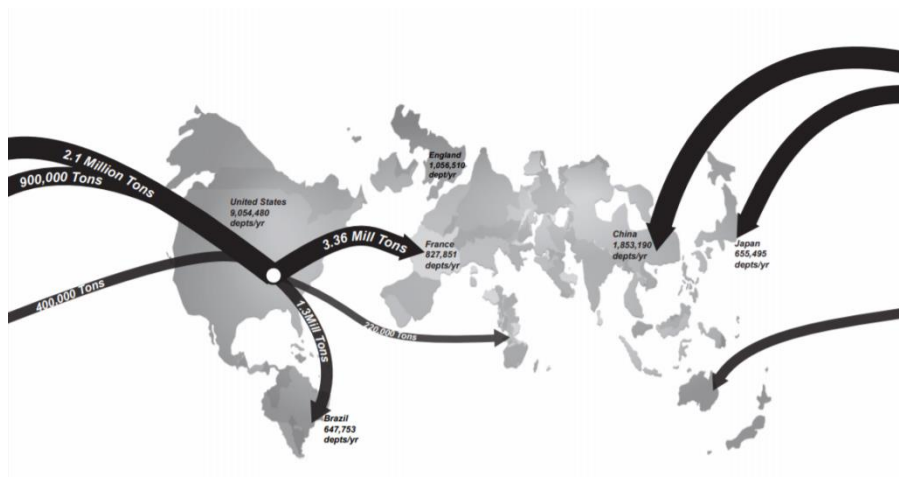 2.1 Million Tons
900,000 Tons
England
1,056,510
dept/yr
United States
9,054,480
depts/yr
3.36 Mill Tons
France
827,851
depts/yr
China
1,853,190
depts/yr
Japan
655,495
depts/yr
400,000 Tons
1.3Mill Tons
220,000 Tons
Brazil
647,753
depts/yr